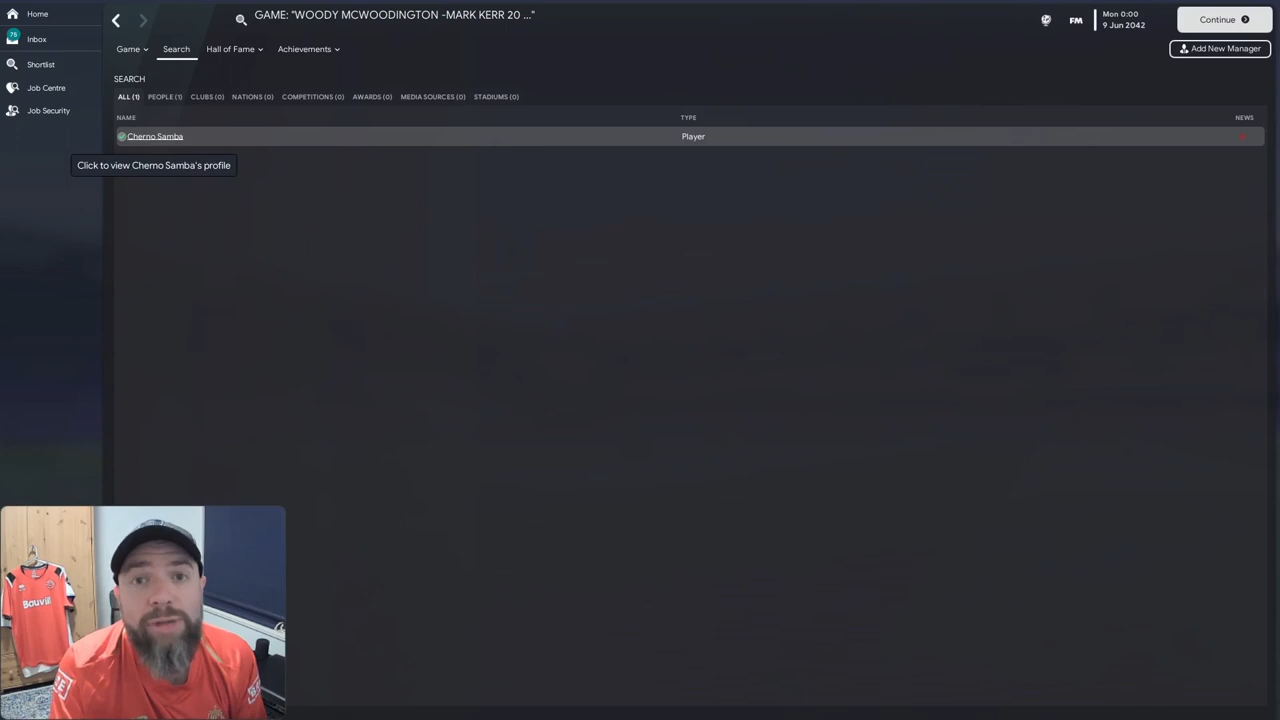 Home
Inbox
75
Shortlist
Job Centre
Job Security
GAME: "WOODY MCWOODINGTON -MARK KERR 20 ..."
FM
Mon 0:00
9 Jun 2042
Continue
Game
Search
Hall of Fame
Achievements
Add New Manager
SEARCH
ALL (1)
PEOPLE (1)
CLUBS (0)
NATIONS (0)
COMPETITIONS (0)
AWARDS (0)
MEDIA SOURCES (0)
STADIUMS (0)
NAME
TYPE
NEWS
Cherno Samba
Player
Click to view Cherno Samba's profile